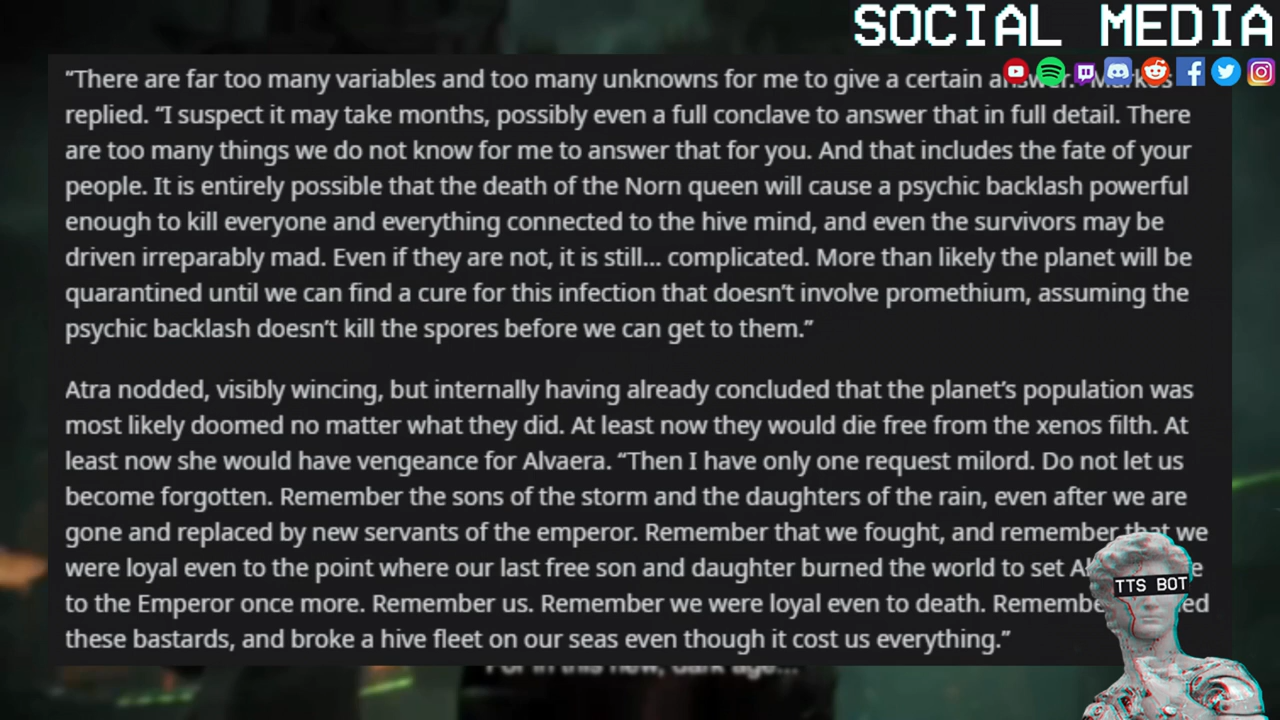 SOCIAL MEDIA
“There are far too many variables and too many unknowns for me to give a certain
replied. “I suspect it may take months, possibly even a full conclave to answer that in full detail. There
are too many things we do not know for me to answer that for you. And that includes the fate of your
people. It is entirely possible that the death of the Norn queen will cause a psychic backlash powerful
enough to kill everyone and everything connected to the hive mind, and even the survivors may be
driven irreparably mad. Even if they are not, it is still... complicated. More than likely the planet will be
quarantined until we can find a cure for this infection that doesn’t involve promethium, assuming the
psychic backlash doesn’t kill the spores before we can get to them.”
Atra nodded, visibly wincing, but internally having already concluded that the planet’s population was
most likely doomed no matter what they did. At least now they would die free from the xenos filth. At
least now she would have vengeance for Alvaera. “Then I have only one request milord. Do not let us
become forgotten. Remember the sons of the storm and the daughters of the rain, even after we are
gone and replaced by new servants of the emperor. Remember that we fought, and remember that we
were loyal even to the point where our last free son and daughter burned the world to set
to the Emperor once more. Remember us. Remember we were loyal even to death.
these bastards, and broke a hive fleet on our seas even though it cost us everything.”
TTS BOT
For in this new, dark age...